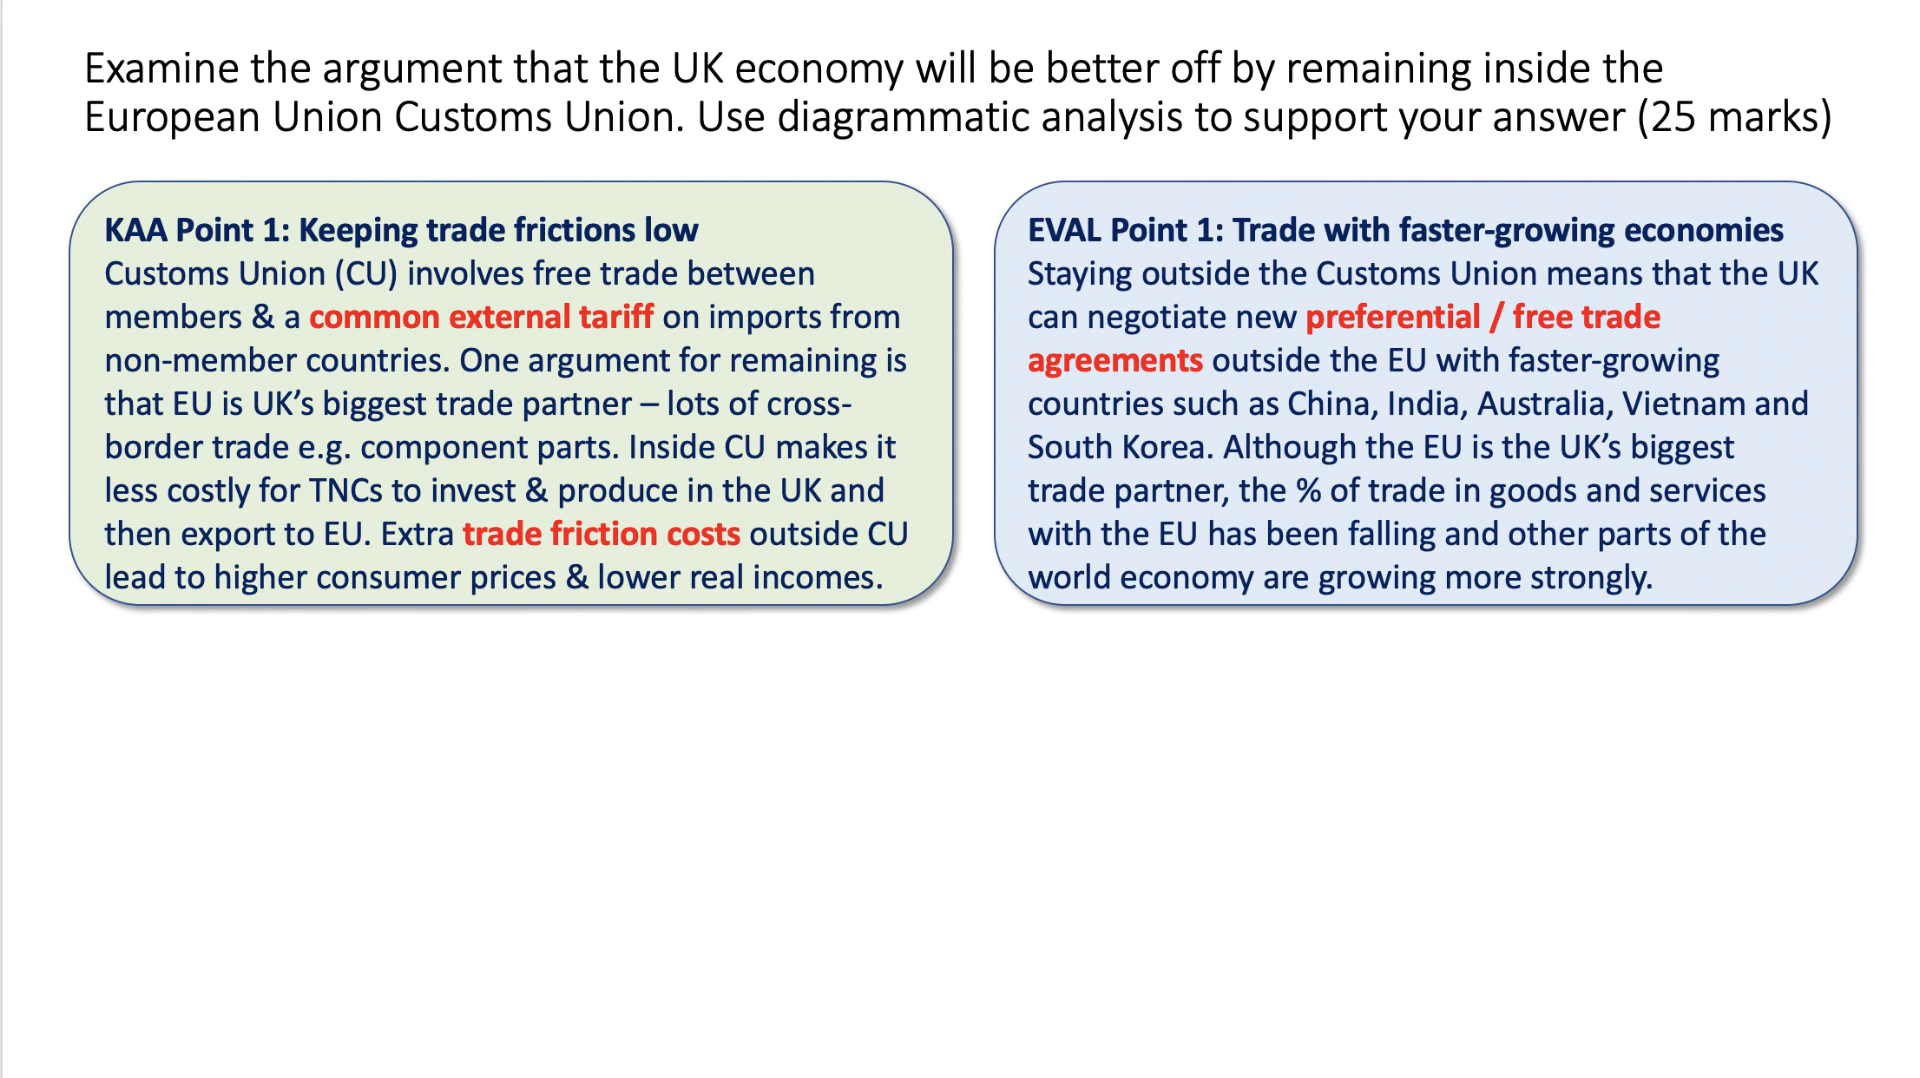 Examine the argument that the UK economy will be better off by remaining inside the
European Union Customs Union. Use diagrammatic analysis to support your answer (25 marks)
KAA Point 1: Keeping trade frictions low
Customs Union (CU) involves free trade between
members & a common external tariff on imports from
non-member countries. One argument for remaining is
that EU is UK’s biggest trade partner – lots of cross-
border trade e.g. component parts. Inside CU makes it
less costly for TNCs to invest & produce in the UK and
then export to EU. Extra trade friction costs outside CU
lead to higher consumer prices & lower real incomes.
EVAL Point 1: Trade with faster-growing economies
Staying outside the Customs Union means that the UK
can negotiate new preferential / free trade
agreements outside the EU with faster-growing
countries such as China, India, Australia, Vietnam and
South Korea. Although the EU is the UK’s biggest
trade partner, the % of trade in goods and services
with the EU has been falling and other parts of the
world economy are growing more strongly.